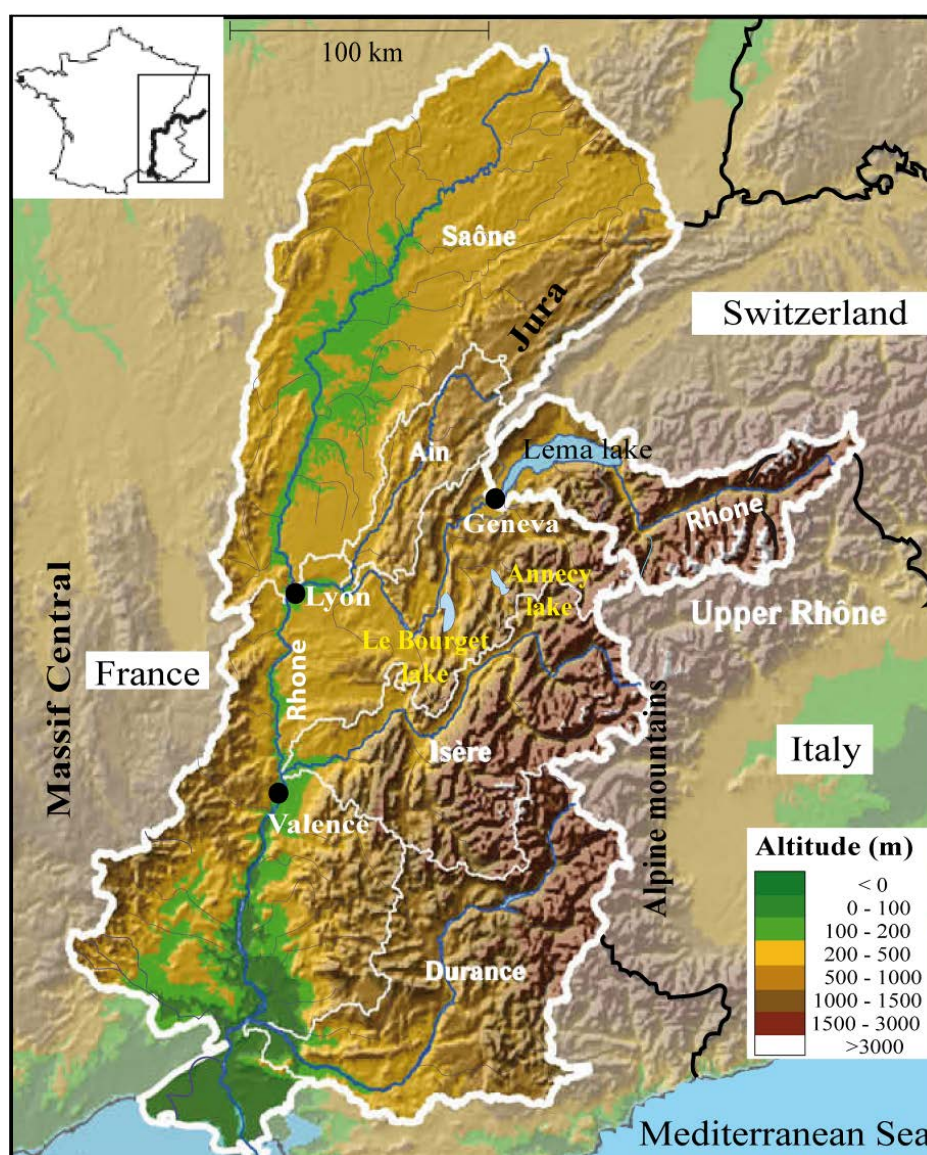 100 km
Saône
Jura
Switzerland
Ain
Lema lake
Geneva
Rhone
Annecy
lake
Lyon
Upper Rhône
Le Bourget
lake
Massif Central
France
Rhone
Isère
Alpine mountains
Italy
Valence
Durance
Altitude (m)
< 0
0 - 100
100 - 200
200 - 500
500 - 1000
1000 - 1500
1500 - 3000
>3000
Mediterranean Sea